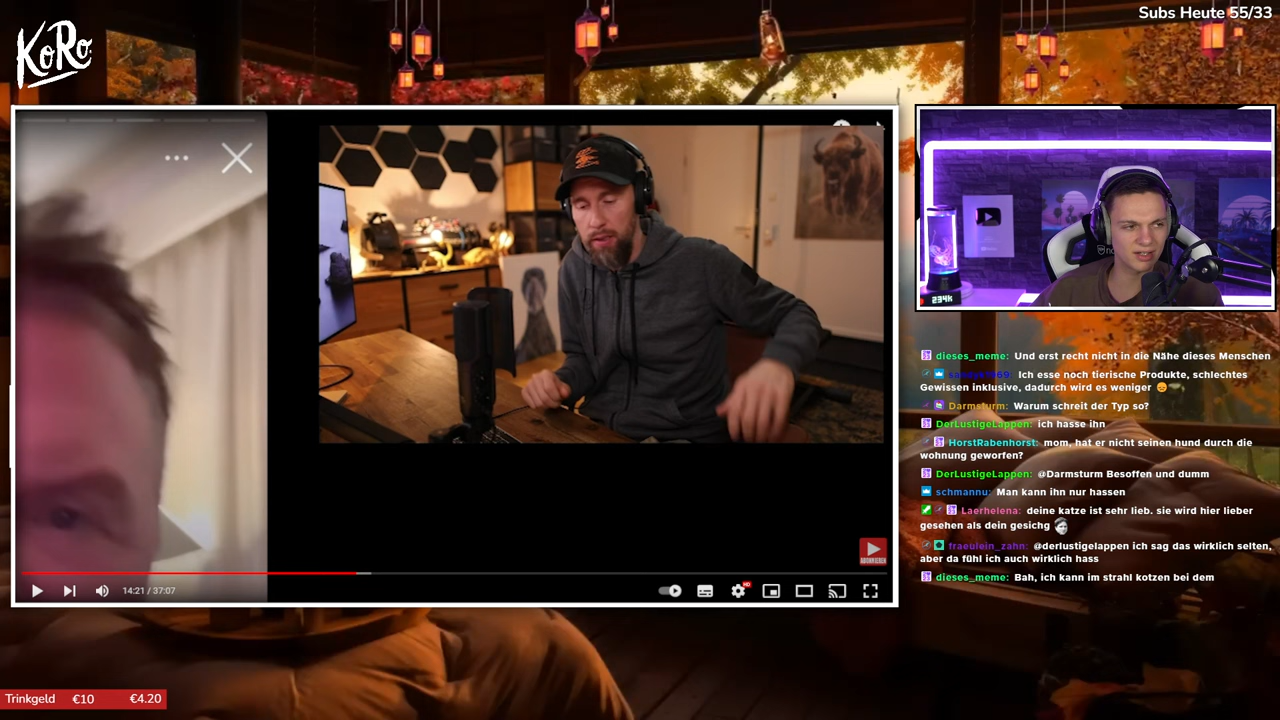 Subs Heute 55/33
KoRo
234k
dieses_meme: Und erst recht nicht in die Nähe dieses Menschen
Ich esse noch tierische Produkte, schlechtes
Gewissen inklusive, dadurch wird es weniger
Darmsturm: Warum schreit der Typ so?
DerLustigeLappen: ich hasse ihn
HorstRabenhorst: mom, hat er nicht seinen hund durch die
wohnung geworfen?
DerLustigeLappen: @Darmsturm Besoffen und dumm
schmannu: Man kann ihn nur hassen
Laerhelena: deine katze ist sehr lieb. sie wird hier lieber
gesehen als dein gesichg
fraeulein_zahn: @derlustigelappen ich sag das wirklich selten,
aber da fühl ich auch wirklich hass
dieses_meme: Bah, ich kann im strahl kotzen bei dem
ABONNIEREN
HD
14:21 / 37:07
Trinkgeld €10 €4.20